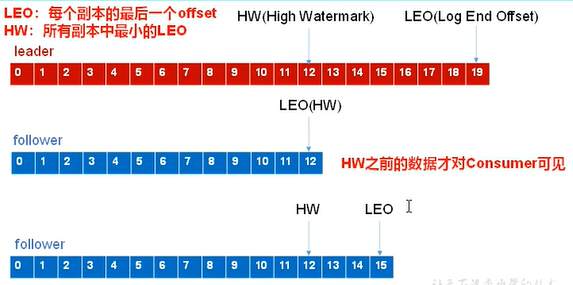 LEO：每个副本的最后一个offset
HW：所有副本中最小的LEO
HW(High Watermark)
LEO(Log End Offset)
leader
0 1 2 3 4 5 6 7 8 9 10 11 12 13 14 15 16 17 18 19
LEO(HW)
follower
0 1 2 3 4 5 6 7 8 9 10 11 12
HW之前的数据才对Consumer可见
HW
LEO
follower
0 1 2 3 4 5 6 7 8 9 10 11 12 13 14 15